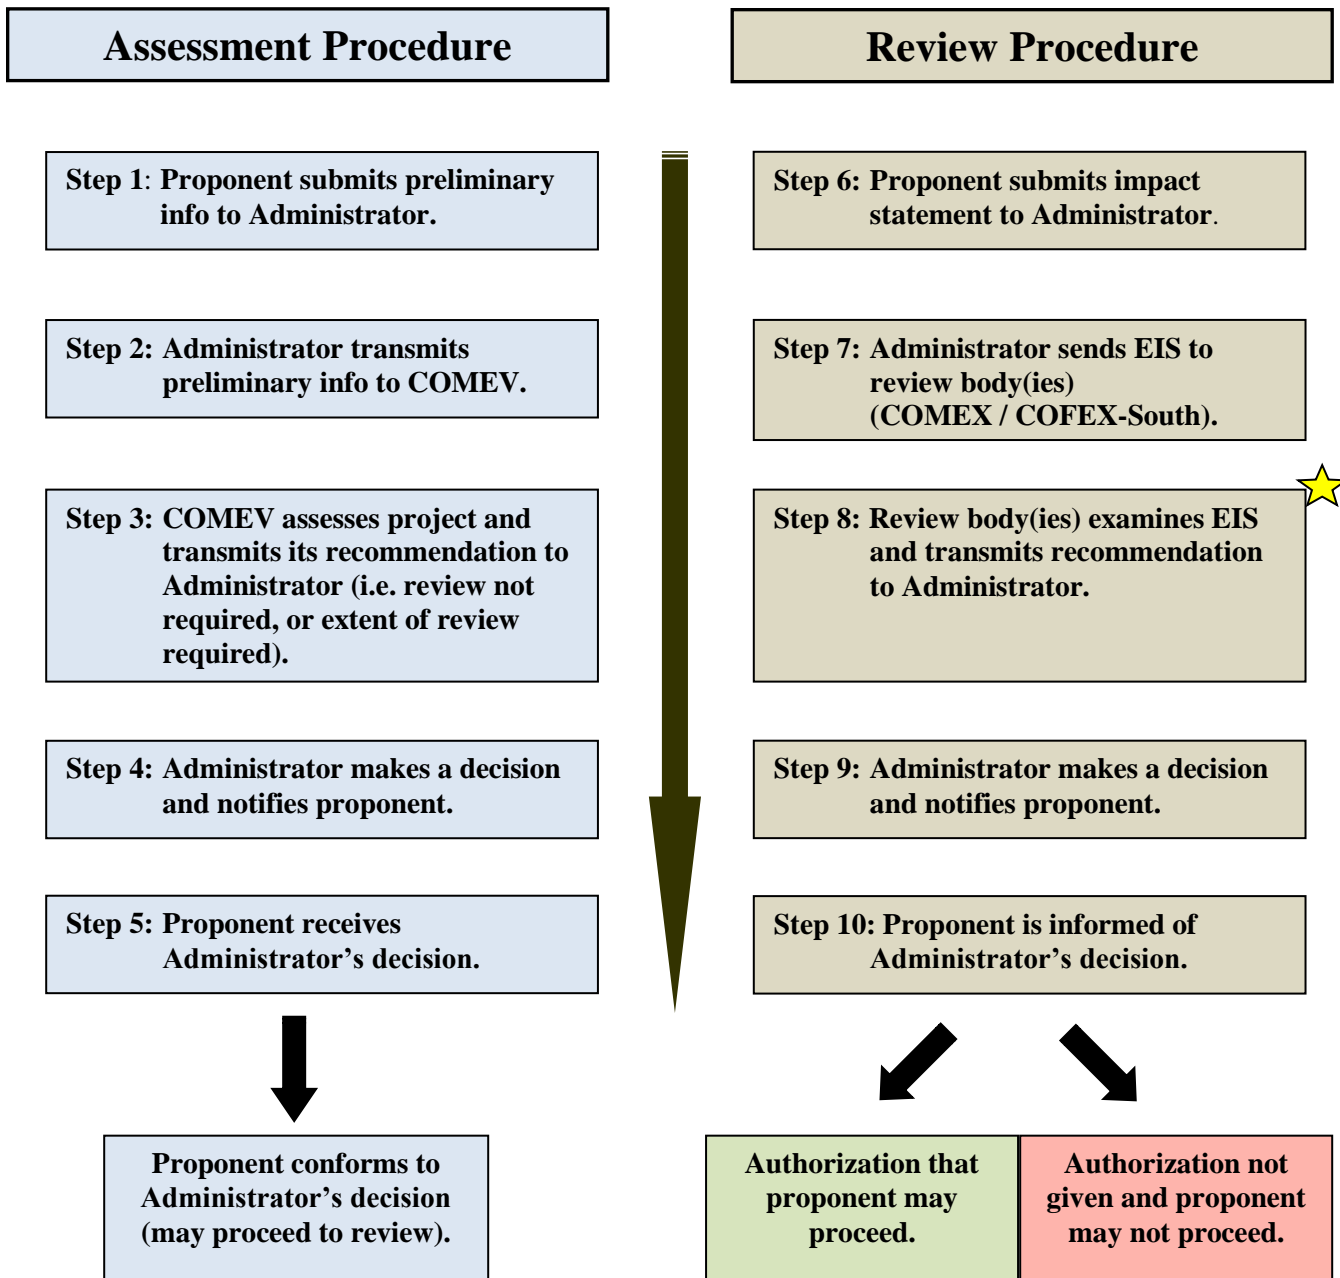 Assessment Procedure
Step 1: Proponent submits preliminary
info to Administrator.
Step 2: Administrator transmits
preliminary info to COMEV.
Step 3: COMEV assesses project and
transmits its recommendation to
Administrator (i.e. review not
required, or extent of review
required).
Step 4: Administrator makes a decision
and notifies proponent.
Step 5: Proponent receives
Administrator’s decision.
Proponent conforms to
Administrator’s decision
(may proceed to review).
Review Procedure
Step 6: Proponent submits impact
statement to Administrator.
Step 7: Administrator sends EIS to
review body(ies)
(COMEX / COFEX-South).
Step 8: Review body(ies) examines EIS
and transmits recommendation
to Administrator.
Step 9: Administrator makes a decision
and notifies proponent.
Step 10: Proponent is informed of
Administrator’s decision.
Authorization that
proponent may
proceed.
Authorization not
given and proponent
may not proceed.